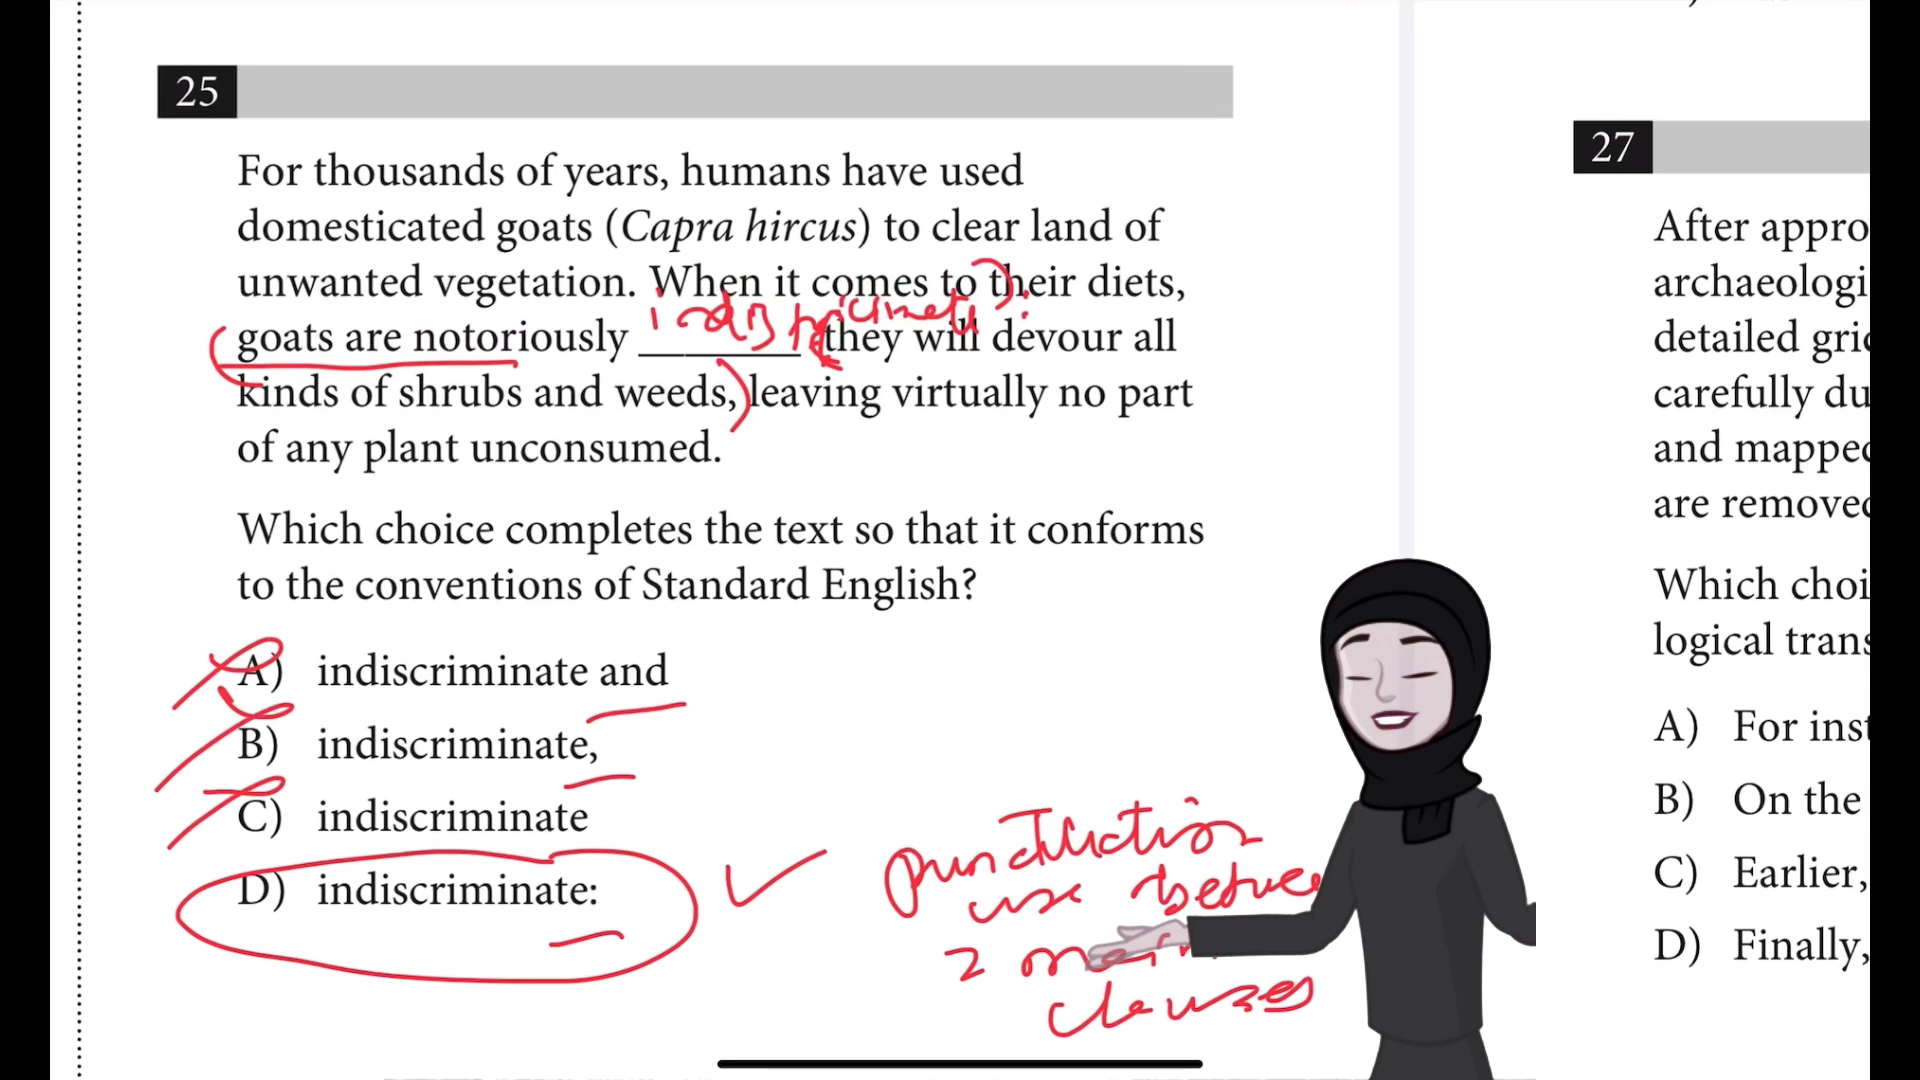 25
For thousands of years, humans have used
domesticated goats (Capra hircus) to clear land of
unwanted vegetation. When it comes to their diets,
indiscriminate:
goats are notoriously ________ they will devour all
kinds of shrubs and weeds, leaving virtually no part
of any plant unconsumed.
Which choice completes the text so that it conforms
to the conventions of Standard English?
A) indiscriminate and
B) indiscriminate,
C) indiscriminate
D) indiscriminate:
punctuation
use between
2 main
clauses
27
After appro
archaeologi
detailed gri
carefully du
and mappe
are remove
Which choi
logical trans
A) For inst
B) On the
C) Earlier,
D) Finally,